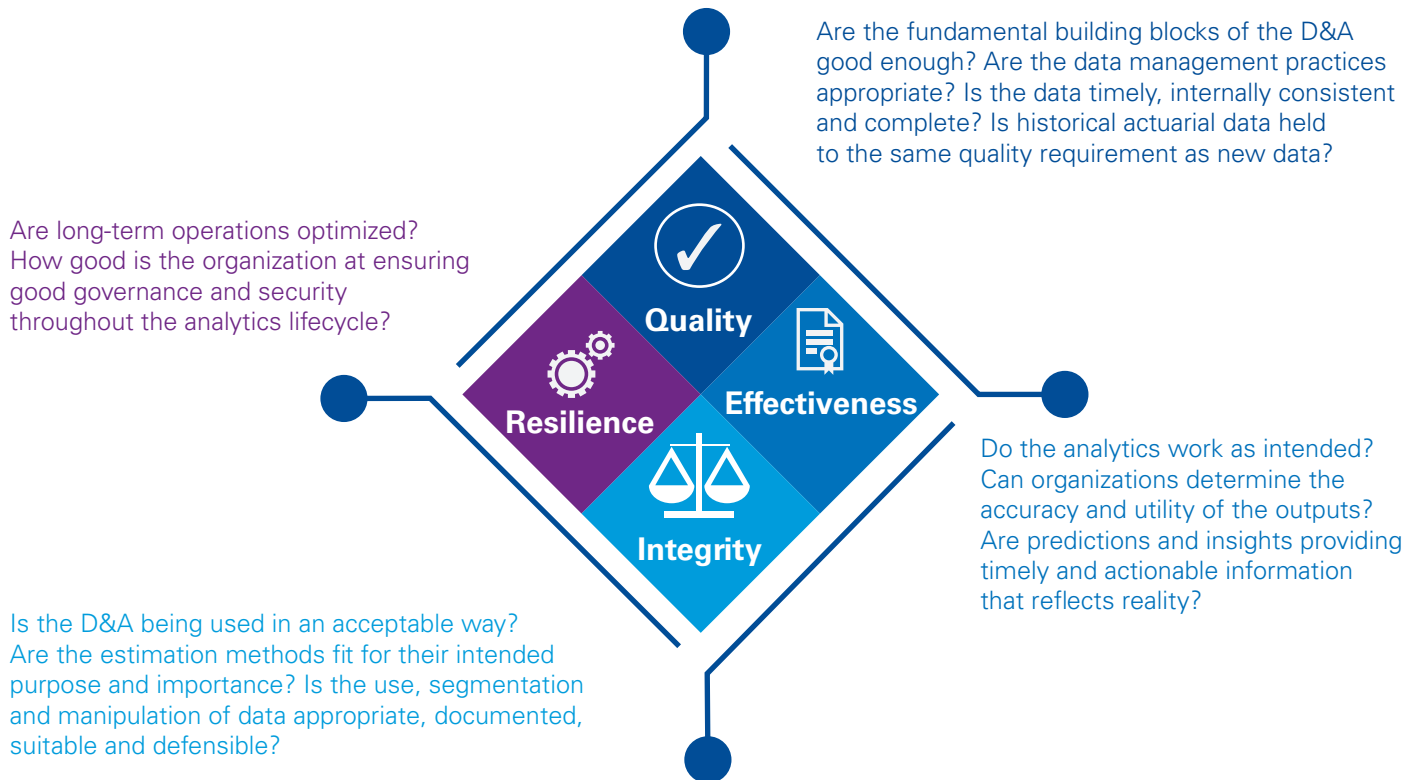 Are the fundamental building blocks of the D&A
good enough? Are the data management practices
appropriate? Is the data timely, internally consistent
and complete? Is historical actuarial data held
to the same quality requirement as new data?
Are long-term operations optimized?
How good is the organization at ensuring
good governance and security
throughout the analytics lifecycle?
Quality
Resilience
Effectiveness
Integrity
Do the analytics work as intended?
Can organizations determine the
accuracy and utility of the outputs?
Are predictions and insights providing
timely and actionable information
that reflects reality?
Is the D&A being used in an acceptable way?
Are the estimation methods fit for their intended
purpose and importance? Is the use, segmentation
and manipulation of data appropriate, documented,
suitable and defensible?